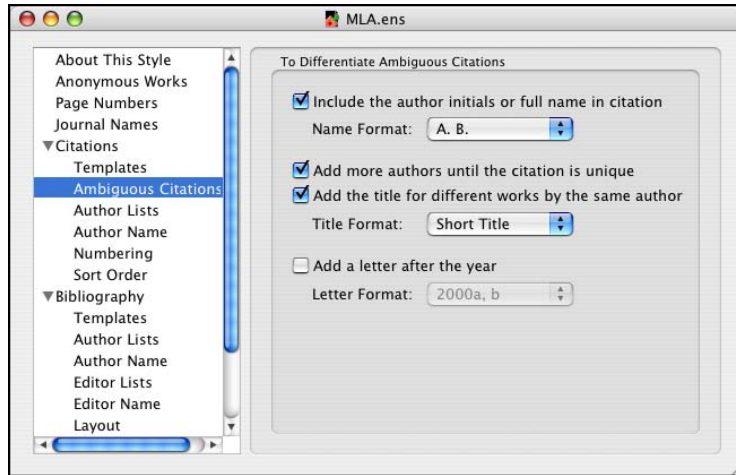 MLA.ens
About This Style
Anonymous Works
Page Numbers
Journal Names
Citations
Templates
Ambiguous Citations
Author Lists
Author Name
Numbering
Sort Order
Bibliography
Templates
Author Lists
Author Name
Editor Lists
Editor Name
Layout
To Differentiate Ambiguous Citations
Include the author initials or full name in citation
Name Format: A. B.
Add more authors until the citation is unique
Add the title for different works by the same author
Title Format: Short Title
Add a letter after the year
Letter Format: 2000a, b